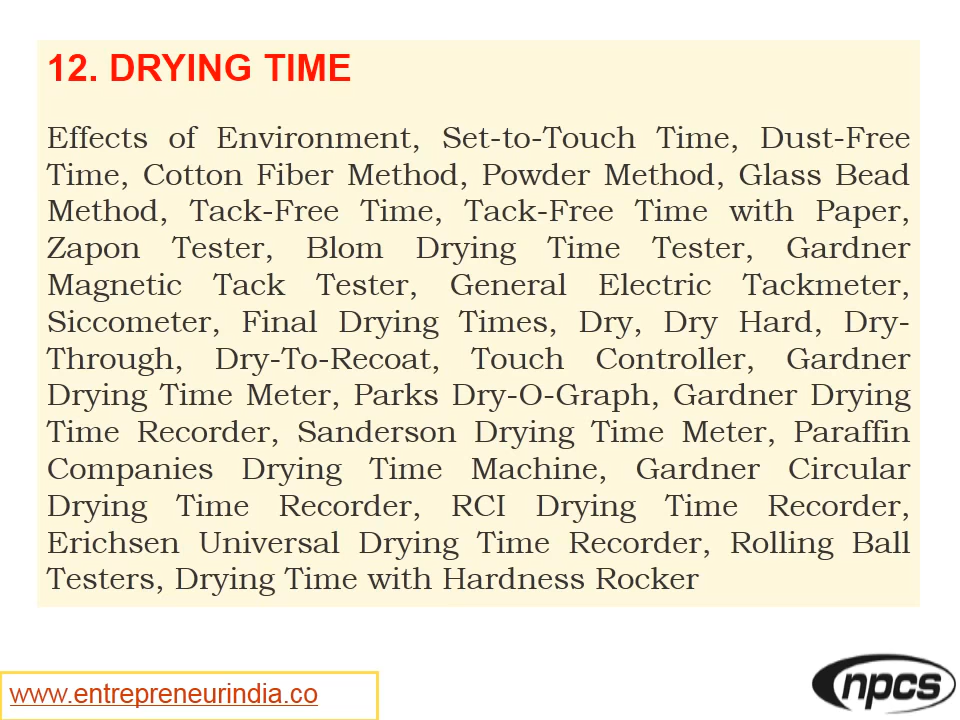 12. DRYING TIME
Effects of Environment, Set-to-Touch Time, Dust-Free
Time, Cotton Fiber Method, Powder Method, Glass Bead
Method, Tack-Free Time, Tack-Free Time with Paper,
Zapon Tester, Blom Drying Time Tester, Gardner
Magnetic Tack Tester, General Electric Tackmeter,
Siccometer, Final Drying Times, Dry, Dry Hard, Dry-
Through, Dry-To-Recoat, Touch Controller, Gardner
Drying Time Meter, Parks Dry-O-Graph, Gardner Drying
Time Recorder, Sanderson Drying Time Meter, Paraffin
Companies Drying Time Machine, Gardner Circular
Drying Time Recorder, RCI Drying Time Recorder,
Erichsen Universal Drying Time Recorder, Rolling Ball
Testers, Drying Time with Hardness Rocker
www.entrepreneurindia.co
npcs